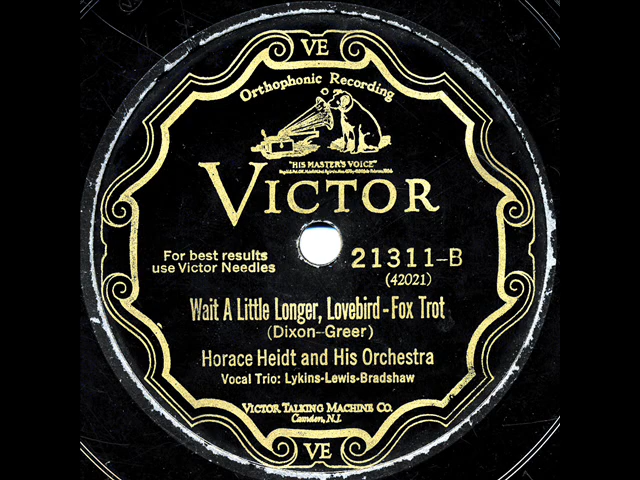 VE
Orthophonic Recording
"HIS MASTER'S VOICE"
VICTOR
For best results
use Victor Needles
21311-B
(42021)
Wait A Little Longer, Lovebird-Fox Trot
(Dixon-Greer)
Horace Heidt and His Orchestra
Vocal Trio: Lykins-Lewis-Bradshaw
VICTOR TALKING MACHINE CO.
Camden, N.J.
VE